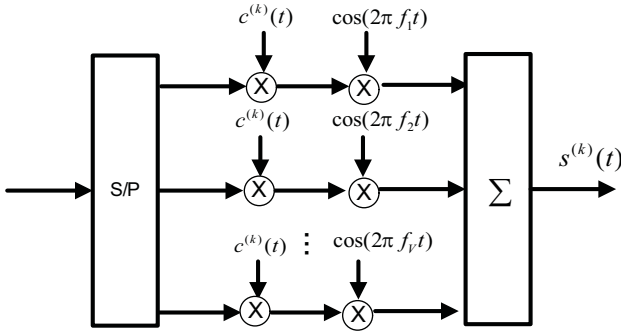 c^{(k)}(t) cos(2π f_1 t)
X X
c^{(k)}(t) cos(2π f_2 t)
s^{(k)}(t)
S/P X X Σ
c^{(k)}(t) ⋮ cos(2π f_V t)
X X